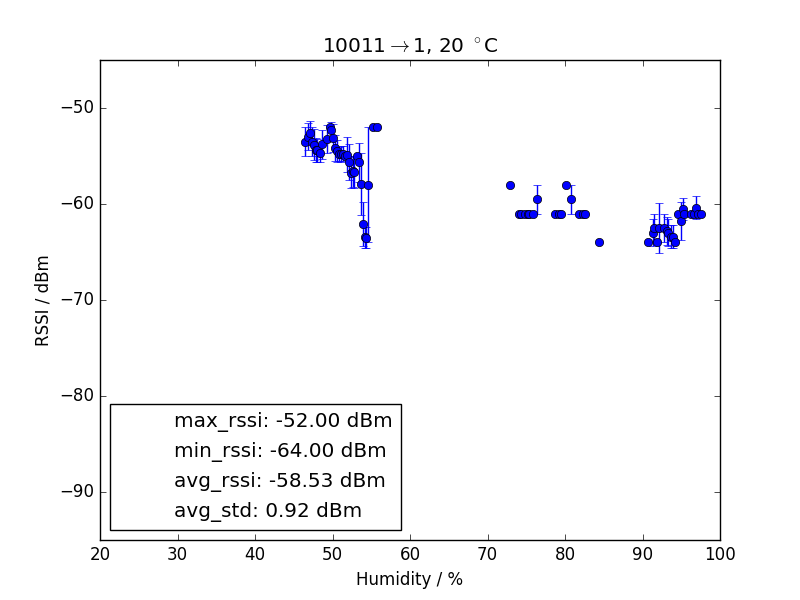 10011→1, 20 °C
RSSI / dBm
−50
−60
−70
−80
−90
max_rssi: -52.00 dBm
min_rssi: -64.00 dBm
avg_rssi: -58.53 dBm
avg_std: 0.92 dBm
20 30 40 50 60 70 80 90 100
Humidity / %